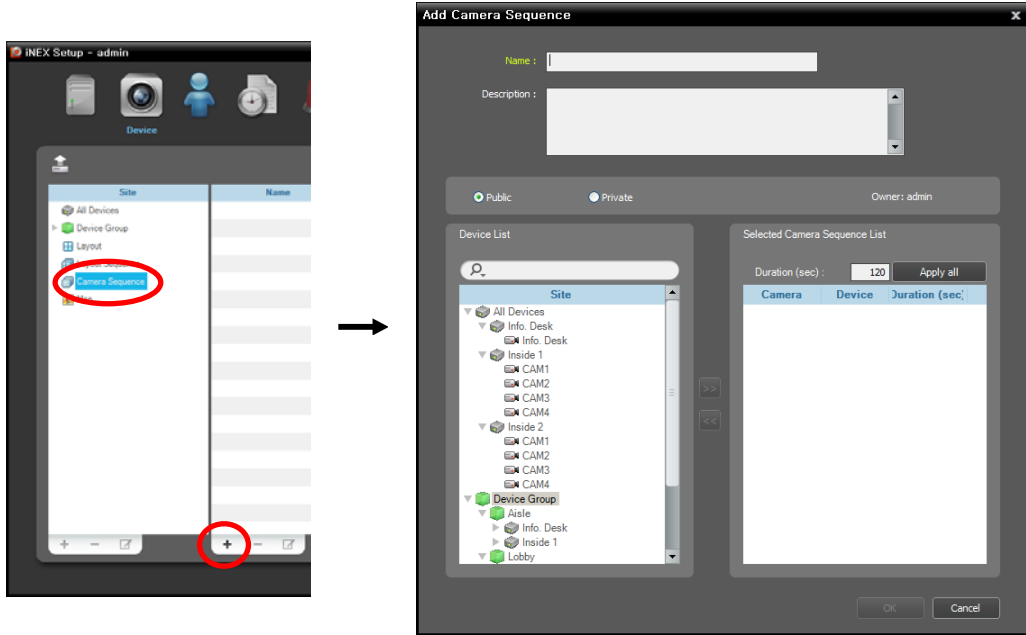 iNEX Setup - admin
Device
Site
Name
All Devices
Device Group
Layout
Layout Sequence
Camera Sequence
Map
Add Camera Sequence
x
Name :
Description :
Public
Private
Owner: admin
Device List
Site
All Devices
Info. Desk
Info. Desk
Inside 1
CAM1
CAM2
CAM3
CAM4
Inside 2
CAM1
CAM2
CAM3
CAM4
Device Group
Aisle
Info. Desk
Inside 1
Lobby
>>
<<
Selected Camera Sequence List
Duration (sec) : 120 Apply all
Camera Device Duration (sec)
OK Cancel